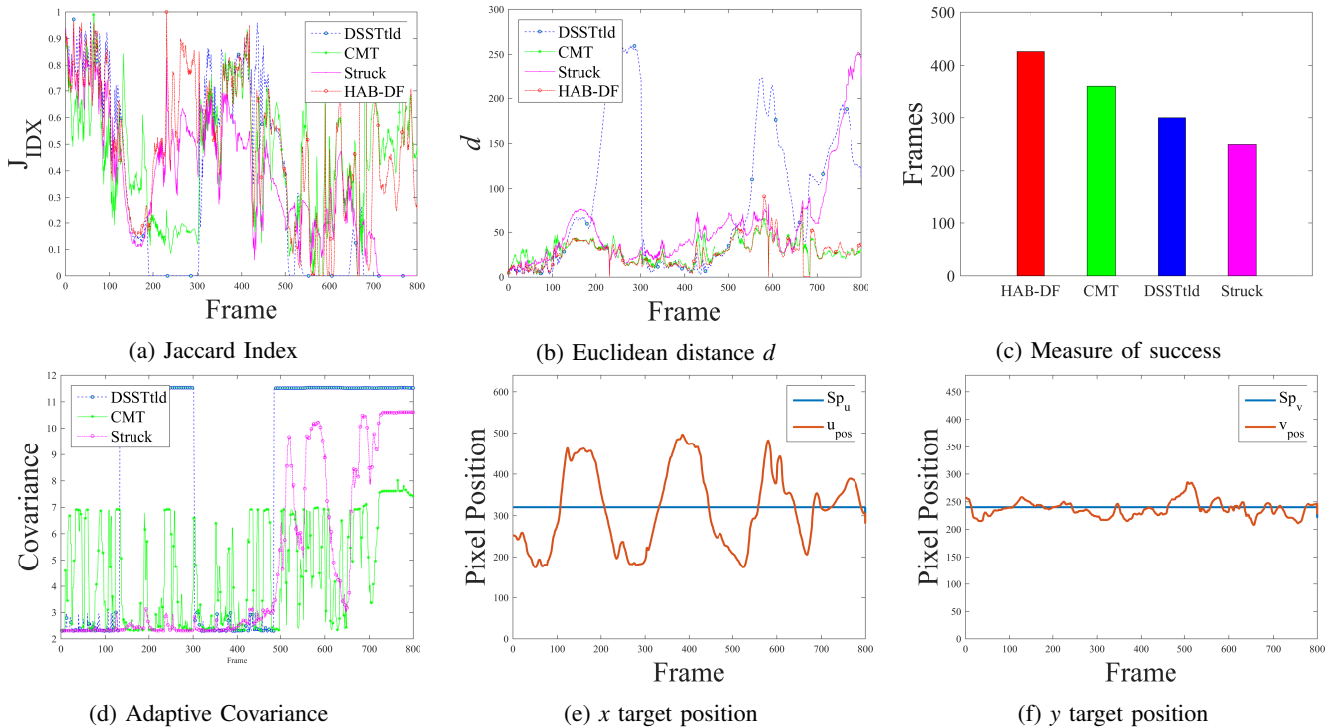 1
0.9
0.8
0.7
0.6
0.5
0.4
0.3
0.2
0.1
0
J_IDX
0 100 200 300 400 500 600 700 800
Frame
DSSTtld
CMT
Struck
HAB-DF
(a) Jaccard Index
300
250
200
150
100
50
0
d
0 100 200 300 400 500 600 700 800
Frame
DSSTtld
CMT
Struck
HAB-DF
(b) Euclidean distance d
500
400
300
200
100
0
Frames
HAB-DF CMT DSSTtld Struck
(c) Measure of success
12
11
10
9
8
7
6
5
4
3
2
Covariance
0 100 200 300 400 500 600 700 800
Frame
DSSTtld
CMT
Struck
(d) Adaptive Covariance
600
500
400
300
200
100
0
Pixel Position
0 100 200 300 400 500 600 700 800
Frame
Sp_u
u_pos
(e) x target position
450
400
350
300
250
200
150
100
50
0
Pixel Position
0 100 200 300 400 500 600 700 800
Frame
Sp_v
v_pos
(f) y target position